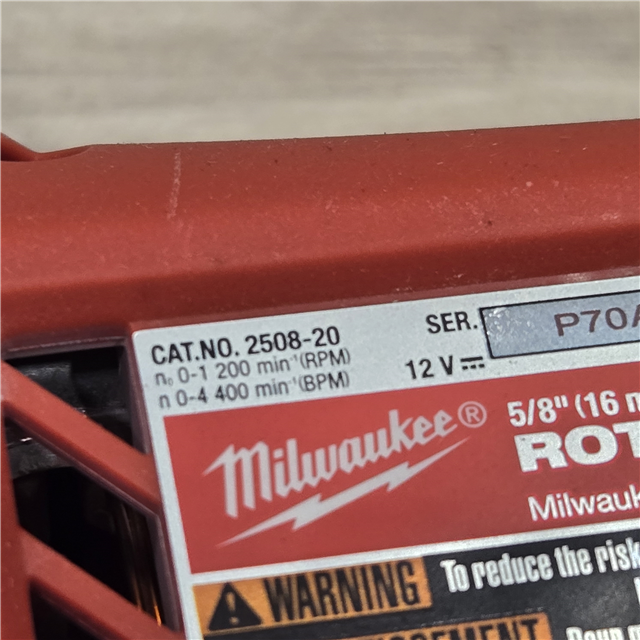 CAT.NO. 2508-20
SER. P70A
n₀ 0-1 200 min⁻¹(RPM)
n 0-4 400 min⁻¹(BPM)
12 V⎓
Milwaukee®
5/8" (16 m
ROT
Milwauk
WARNING To reduce the risk